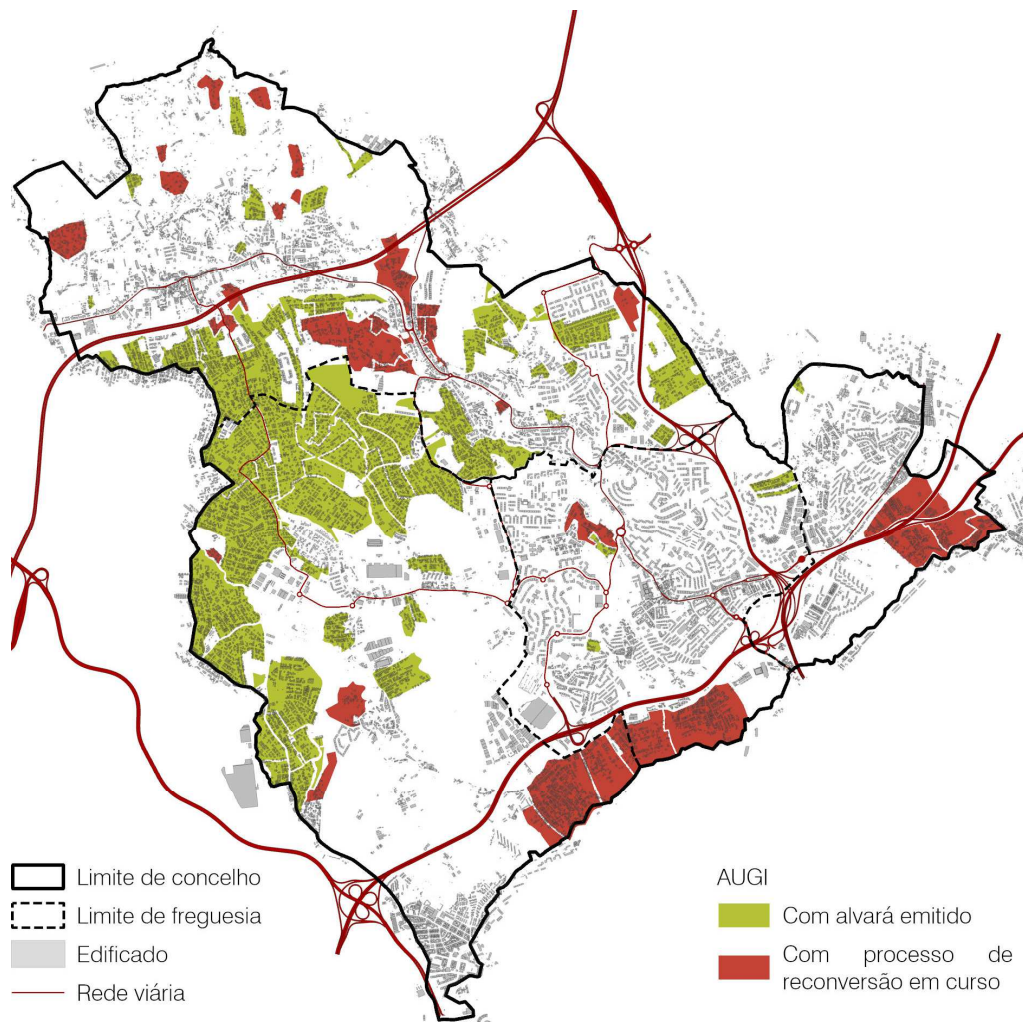 Limite de concelho
Limite de freguesia
Edificado
Rede viária
AUGI
Com alvará emitido
Com processo de
reconversão em curso